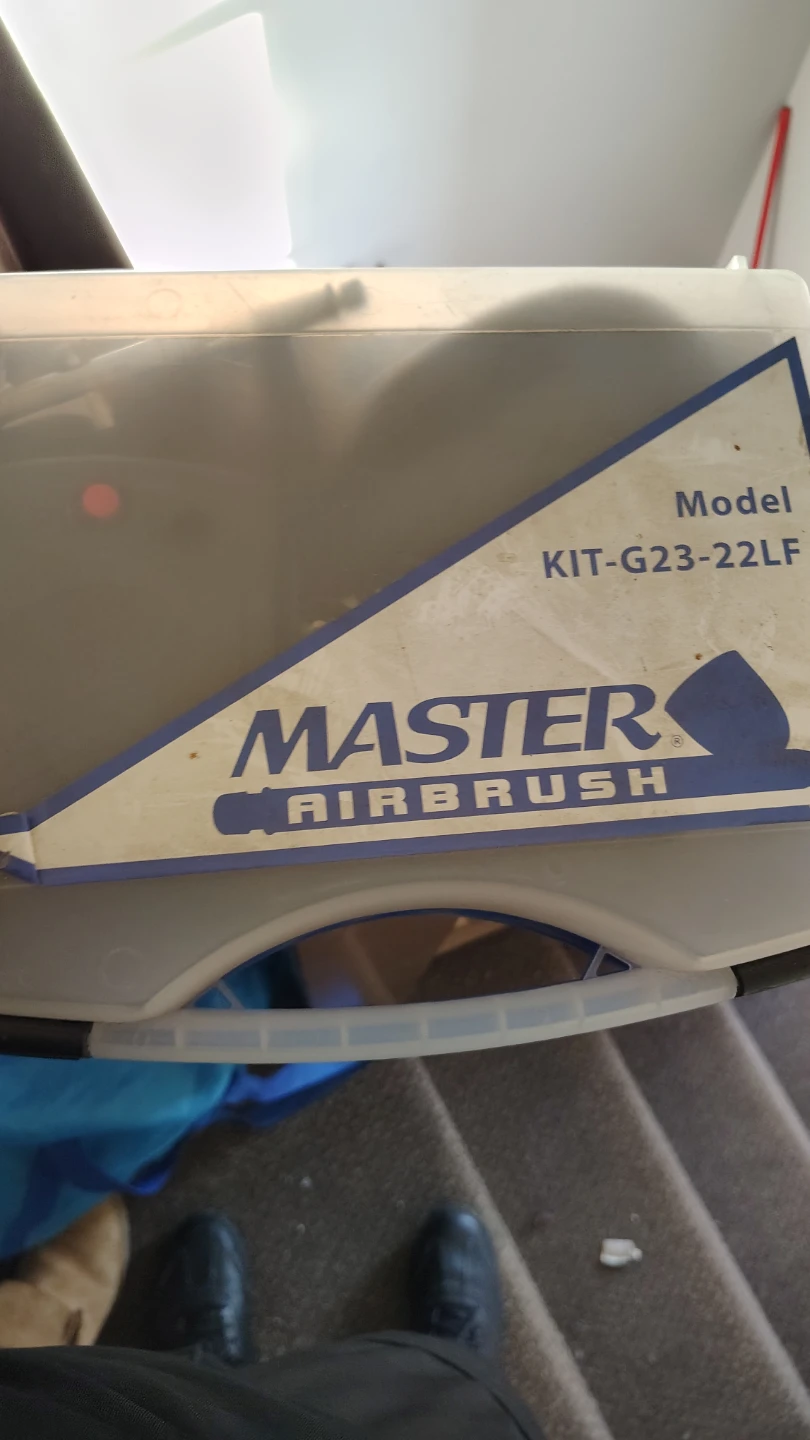 Model
KIT-G23-22LF
MASTER®
AIRBRUSH